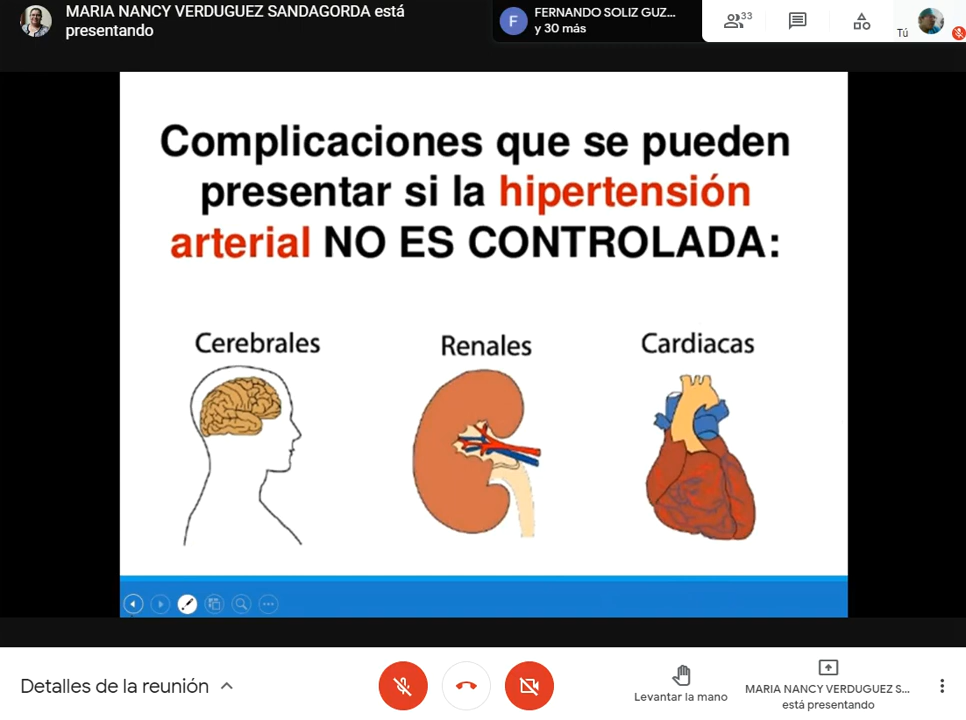 MARIA NANCY VERDUGUEZ SANDAGORDA está
presentando
F
FERNANDO SOLIZ GUZ...
y 30 más
33
Tú
Complicaciones que se pueden
presentar si la hipertensión
arterial NO ES CONTROLADA:
Cerebrales
Renales
Cardiacas
Detalles de la reunión
Levantar la mano
MARIA NANCY VERDUGUEZ S...
está presentando